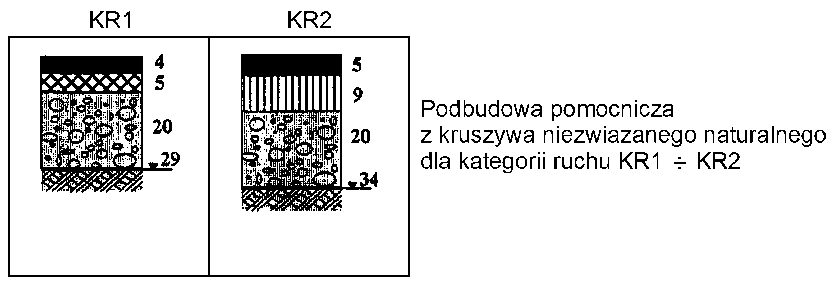 KR1 KR2
4
5
20
29
5
9
20
34
Podbudowa pomocnicza
z kruszywa niezwiazanego naturalnego
dla kategorii ruchu KR1 ÷ KR2